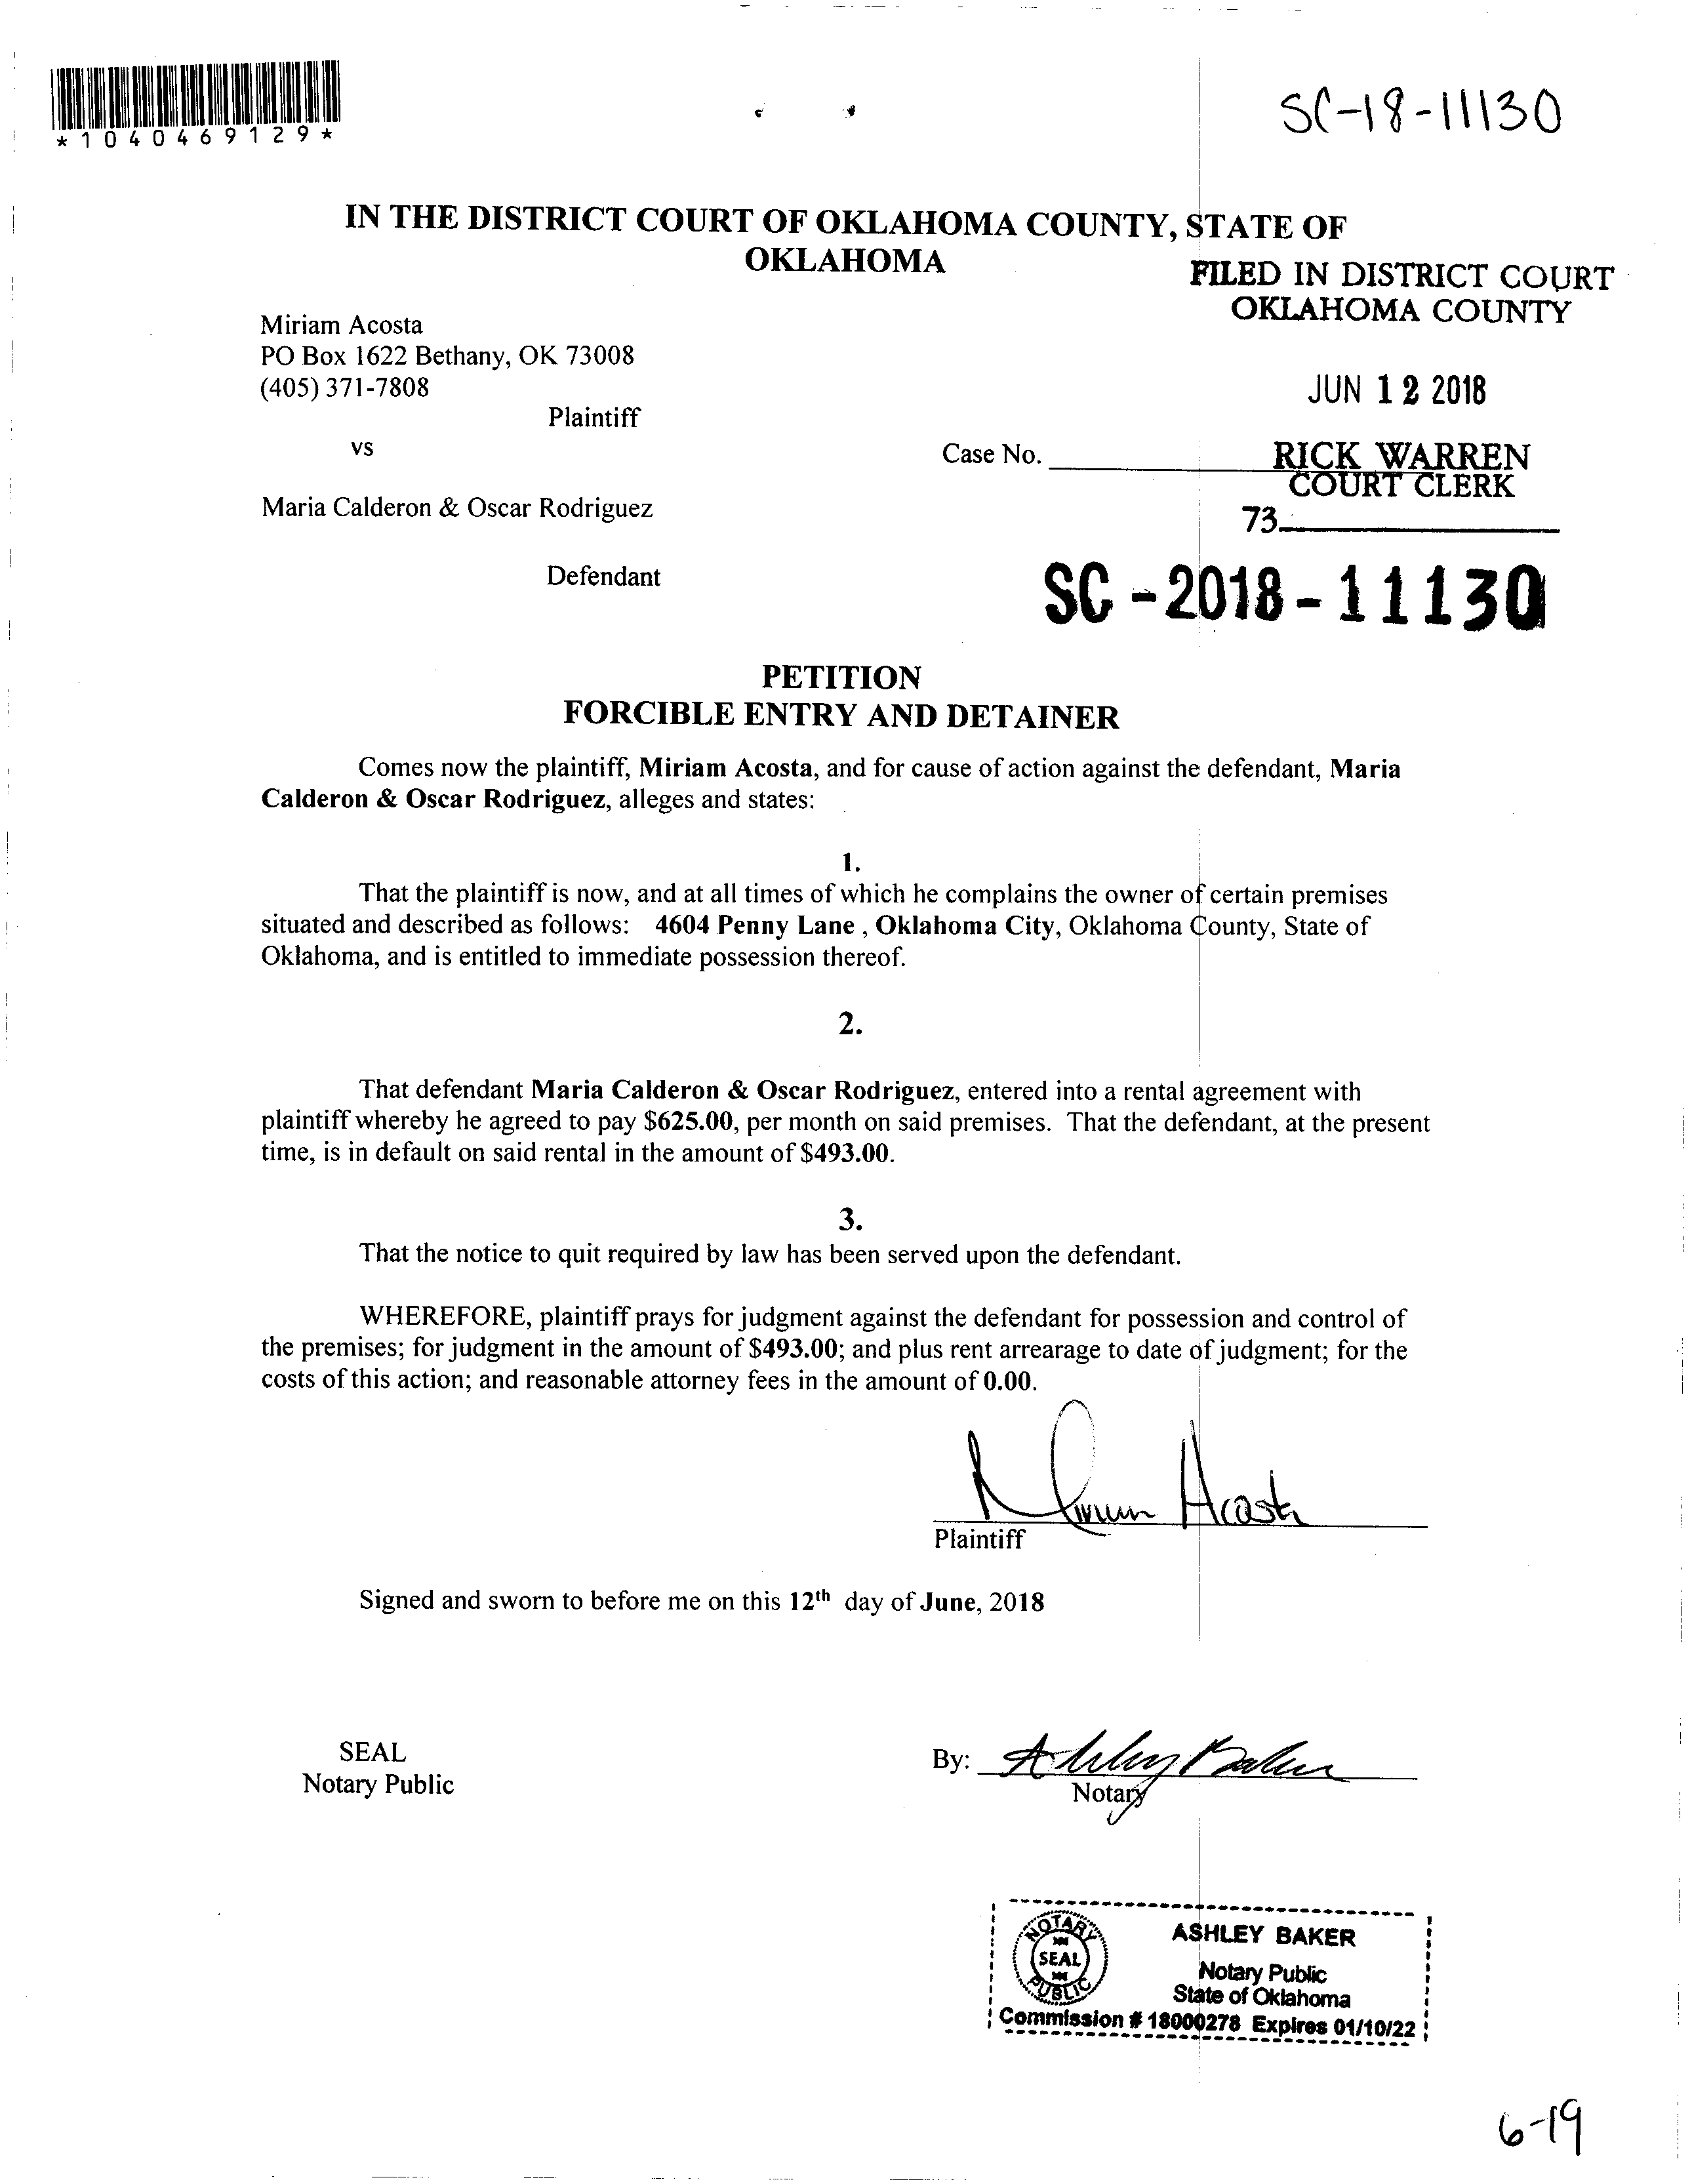 *1040469129*
SC-18-11130
IN THE DISTRICT COURT OF OKLAHOMA COUNTY, STATE OF
OKLAHOMA
FILED IN DISTRICT COURT
OKLAHOMA COUNTY
Miriam Acosta
PO Box 1622 Bethany, OK 73008
(405) 371-7808
JUN 12 2018
Plaintiff
vs
Case No.
RICK WARREN
COURT CLERK
Maria Calderon & Oscar Rodriguez
73
Defendant
SC-2018-11130
PETITION
FORCIBLE ENTRY AND DETAINER
Comes now the plaintiff, Miriam Acosta, and for cause of action against the defendant, Maria
Calderon & Oscar Rodriguez, alleges and states:
1.
That the plaintiff is now, and at all times of which he complains the owner of certain premises
situated and described as follows: 4604 Penny Lane , Oklahoma City, Oklahoma County, State of
Oklahoma, and is entitled to immediate possession thereof.
2.
That defendant Maria Calderon & Oscar Rodriguez, entered into a rental agreement with
plaintiff whereby he agreed to pay $625.00, per month on said premises. That the defendant, at the present
time, is in default on said rental in the amount of $493.00.
3.
That the notice to quit required by law has been served upon the defendant.
WHEREFORE, plaintiff prays for judgment against the defendant for possession and control of
the premises; for judgment in the amount of $493.00; and plus rent arrearage to date of judgment; for the
costs of this action; and reasonable attorney fees in the amount of 0.00.
Miriam Acosta
Plaintiff
Signed and sworn to before me on this 12th day of June, 2018
SEAL
Notary Public
By: Ashley Baker
Notary
NOTARY
SEAL
PUBLIC
ASHLEY BAKER
Notary Public
State of Oklahoma
Commission # 18000278 Expires 01/10/22
6-19